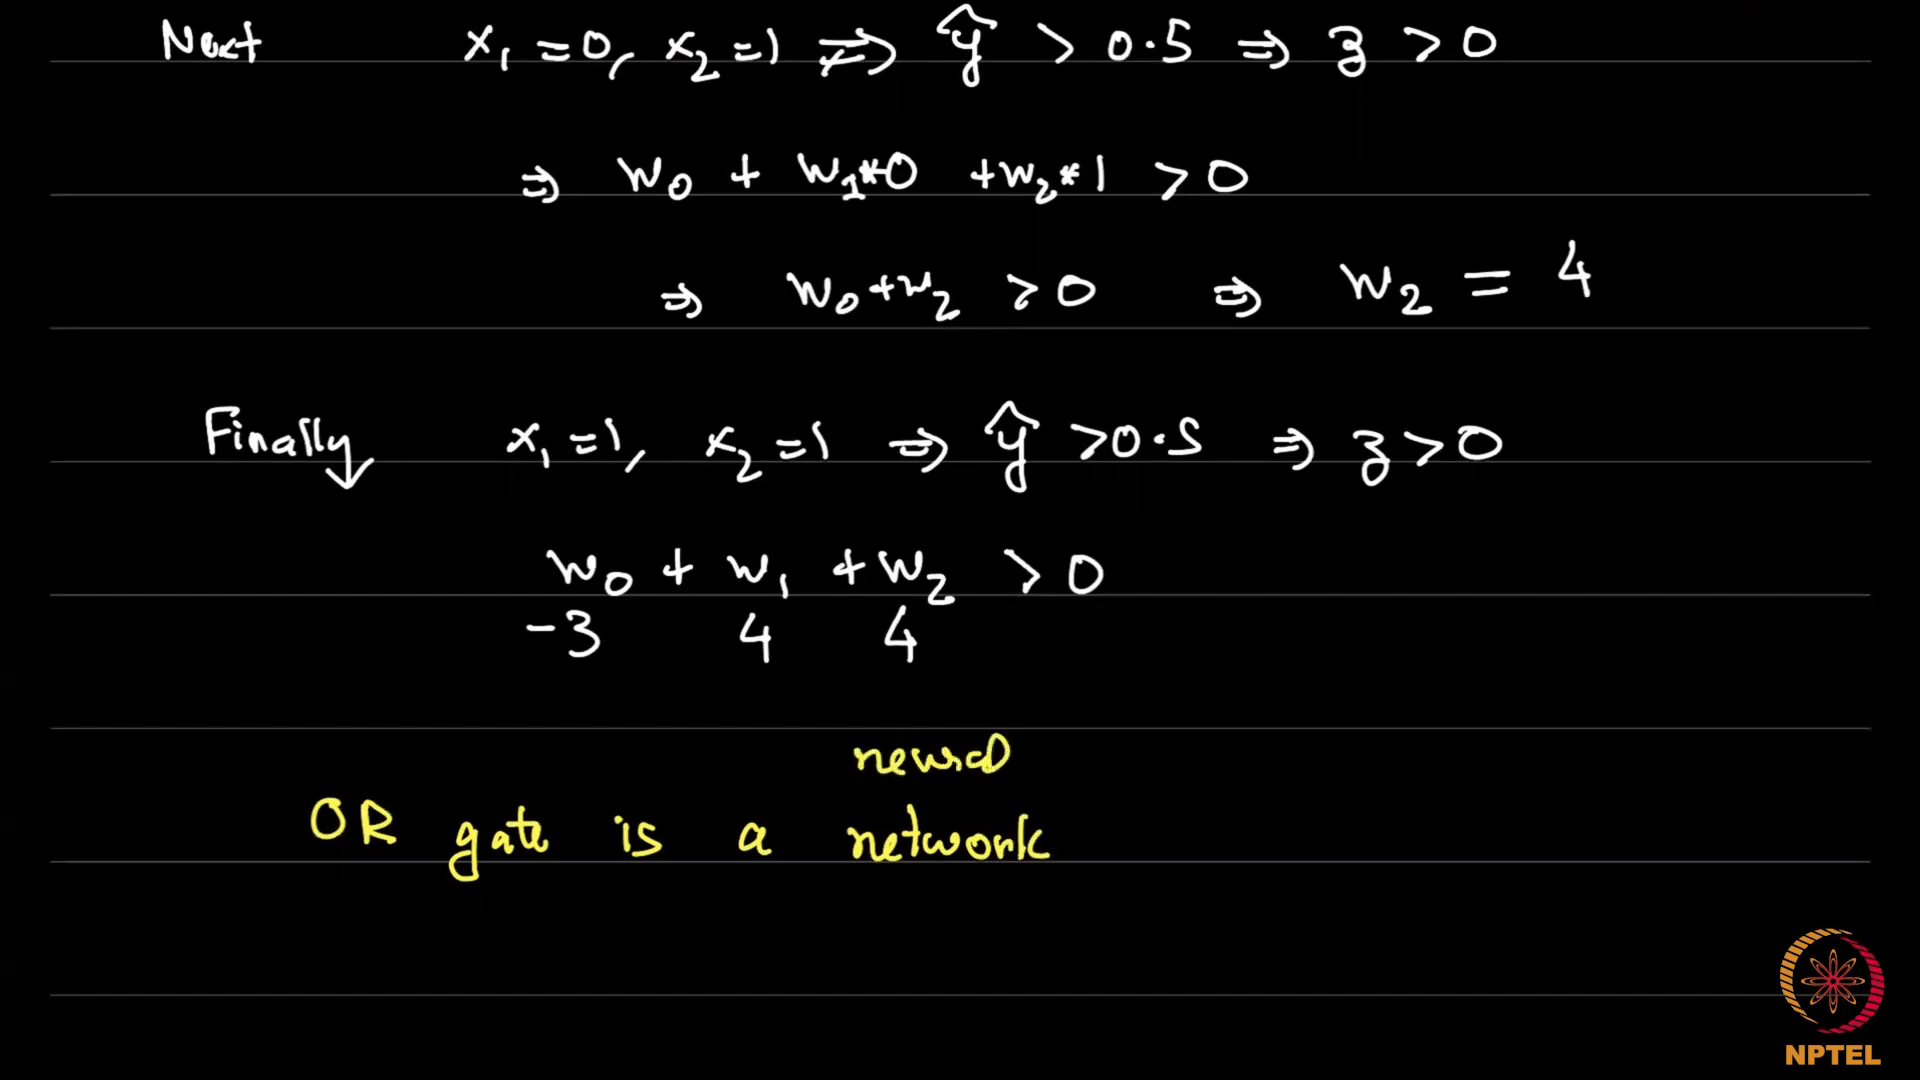 Next x₁ = 0, x₂ = 1 ⇒ ŷ > 0.5 ⇒ z > 0
⇒ w₀ + w₁*0 + w₂*1 > 0
⇒ w₀ + w₂ > 0 ⇒ w₂ = 4
Finally x₁ = 1, x₂ = 1 ⇒ ŷ > 0.5 ⇒ z > 0
w₀ + w₁ + w₂ > 0
-3 4 4
neural
OR gate is a network
NPTEL